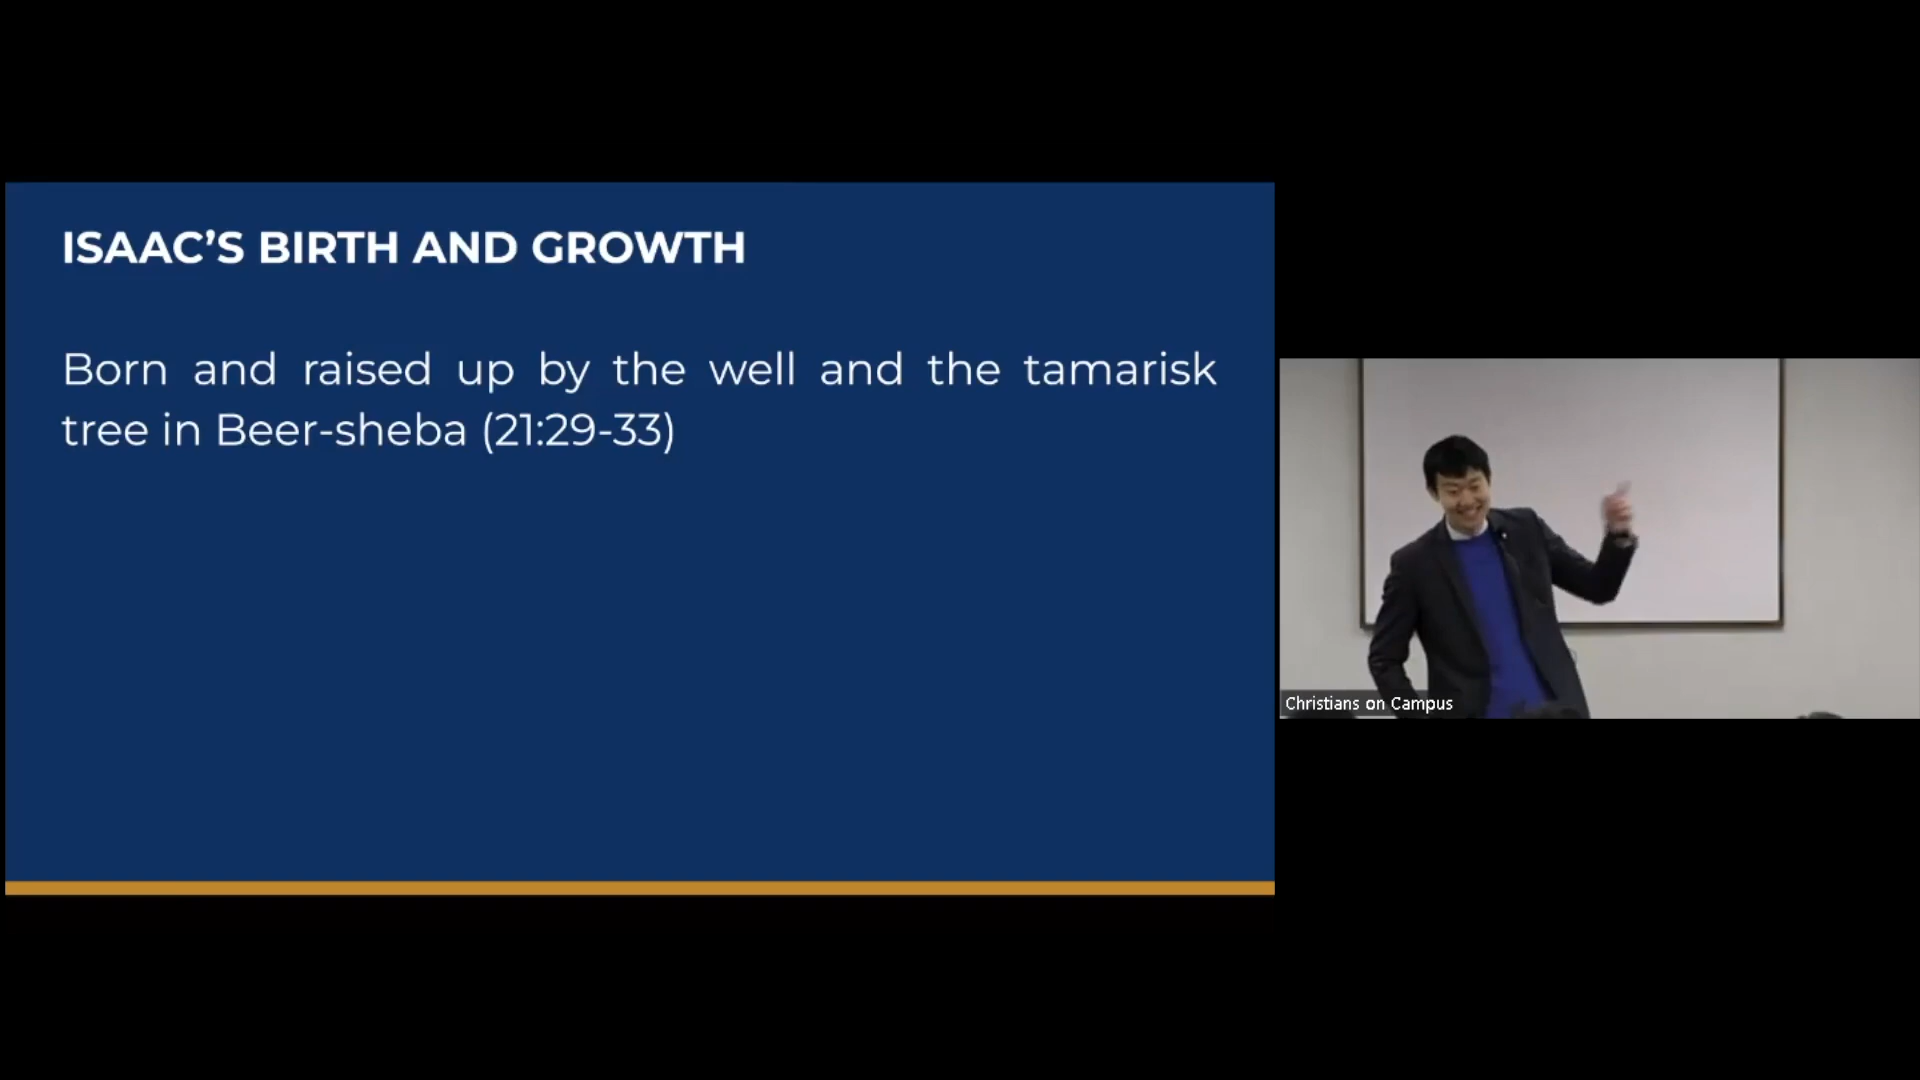 ISAAC’S BIRTH AND GROWTH
Born and raised up by the well and the tamarisk
tree in Beer-sheba (21:29-33)
Christians on Campus